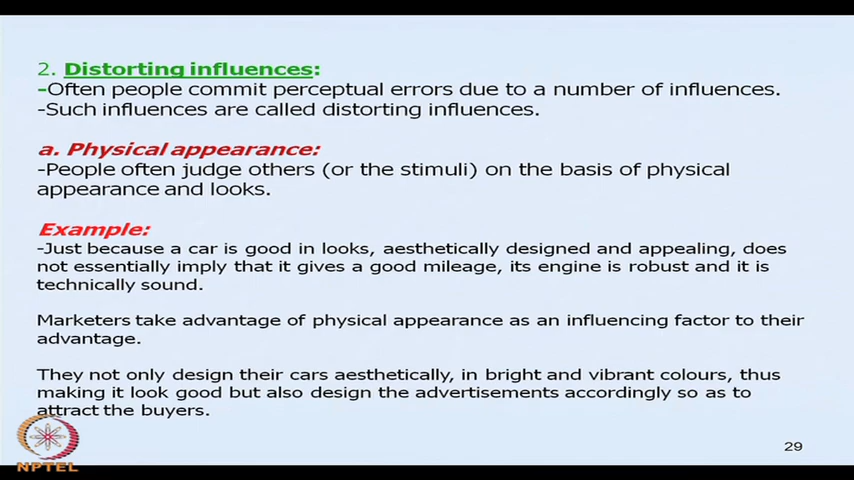 2. Distorting influences:
-Often people commit perceptual errors due to a number of influences.
-Such influences are called distorting influences.
a. Physical appearance:
-People often judge others (or the stimuli) on the basis of physical
appearance and looks.
Example:
-Just because a car is good in looks, aesthetically designed and appealing, does
not essentially imply that it gives a good mileage, its engine is robust and it is
technically sound.
Marketers take advantage of physical appearance as an influencing factor to their
advantage.
They not only design their cars aesthetically, in bright and vibrant colours, thus
making it look good but also design the advertisements accordingly so as to
attract the buyers.
29
NPTEL